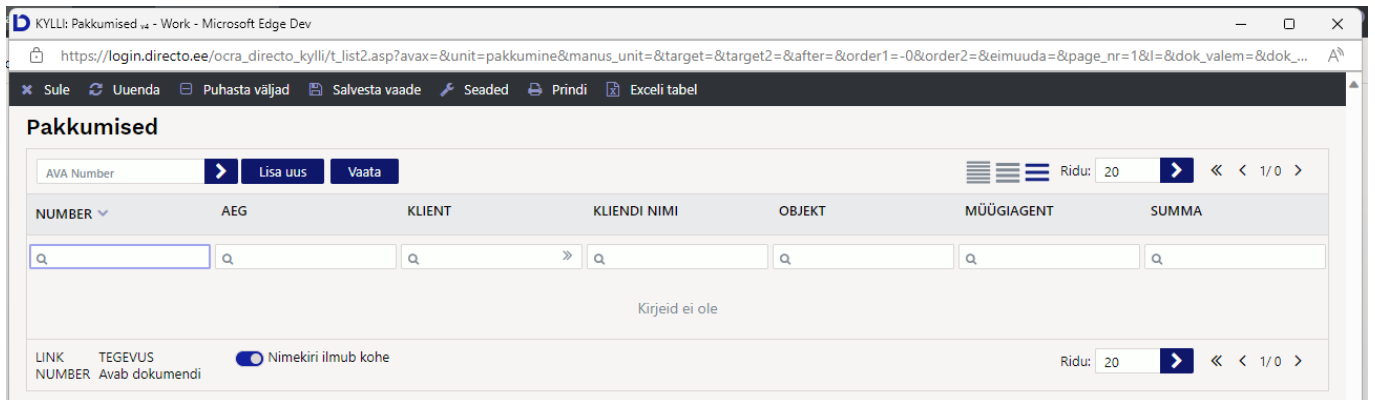 KYLLI: Pakkumised v4 - Work - Microsoft Edge Dev
https://login.directo.ee/ocra_directo_kylli/t_list2.asp?avax=&unit=pakkumine&manus_unit=&target=&target2=&after=&order1=-0&order2=&eimuuda=&page_nr=1&l=&dok_valem=&dok_...
Sule Uuenda Puhasta väljad Salvesta vaade Seaded Prindi Exceli tabel
Pakkumised
AVA Number Lisa uus Vaata Ridu: 20 1/ 0
NUMBER AEG KLIENT KLIENDI NIMI OBJEKT MÜÜGIAGENT SUMMA
Kirjeid ei ole
LINK TEGEVUS Nimekiri ilmub kohe Ridu: 20 1/ 0
NUMBER Avab dokumendi